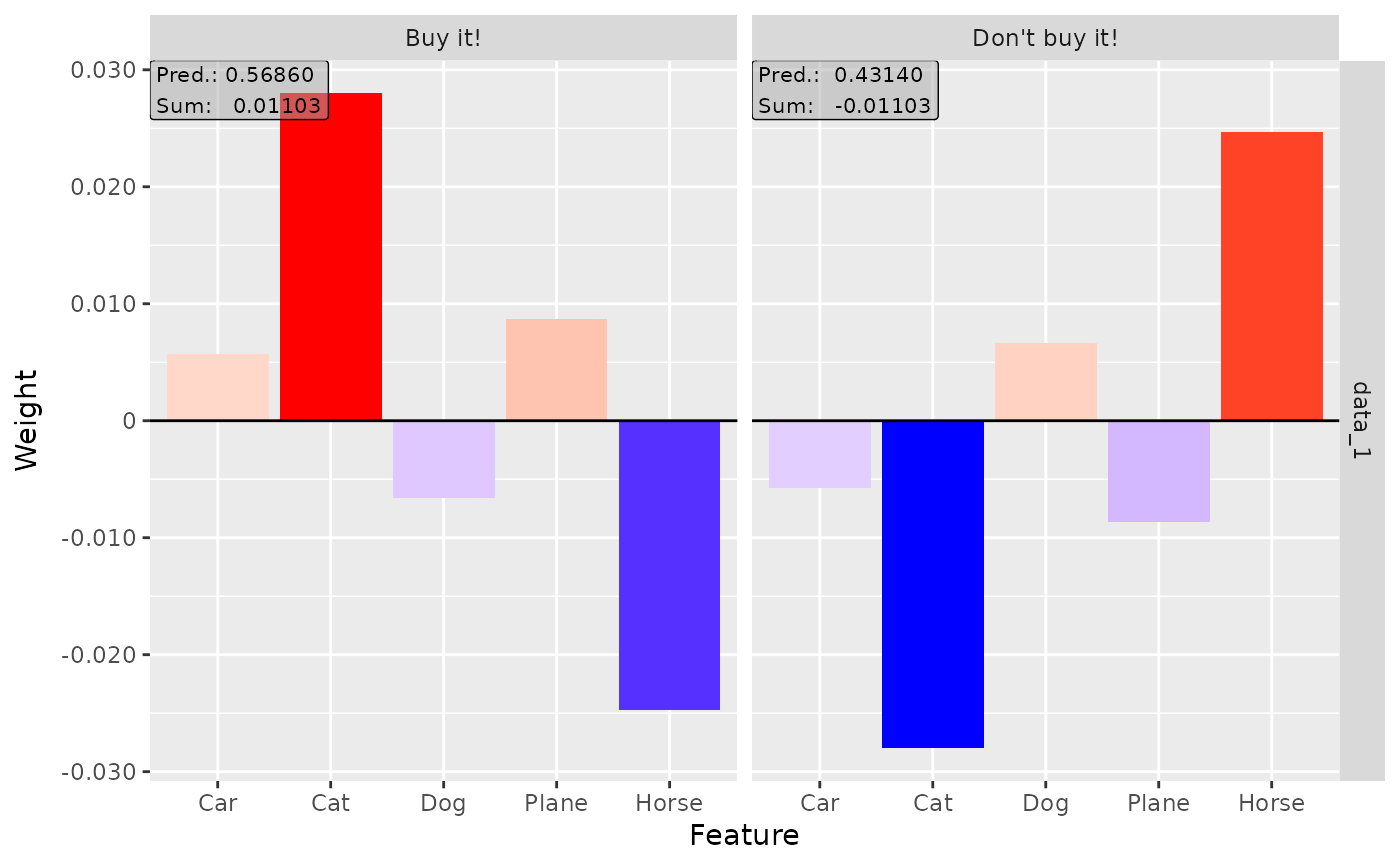 Buy it!
Don't buy it!
Pred.: 0.56860
Sum: 0.01103
Pred.: 0.43140
Sum: -0.01103
0.030
0.020
0.010
0
-0.010
-0.020
-0.030
Weight
data_1
Car Cat Dog Plane Horse
Car Cat Dog Plane Horse
Feature